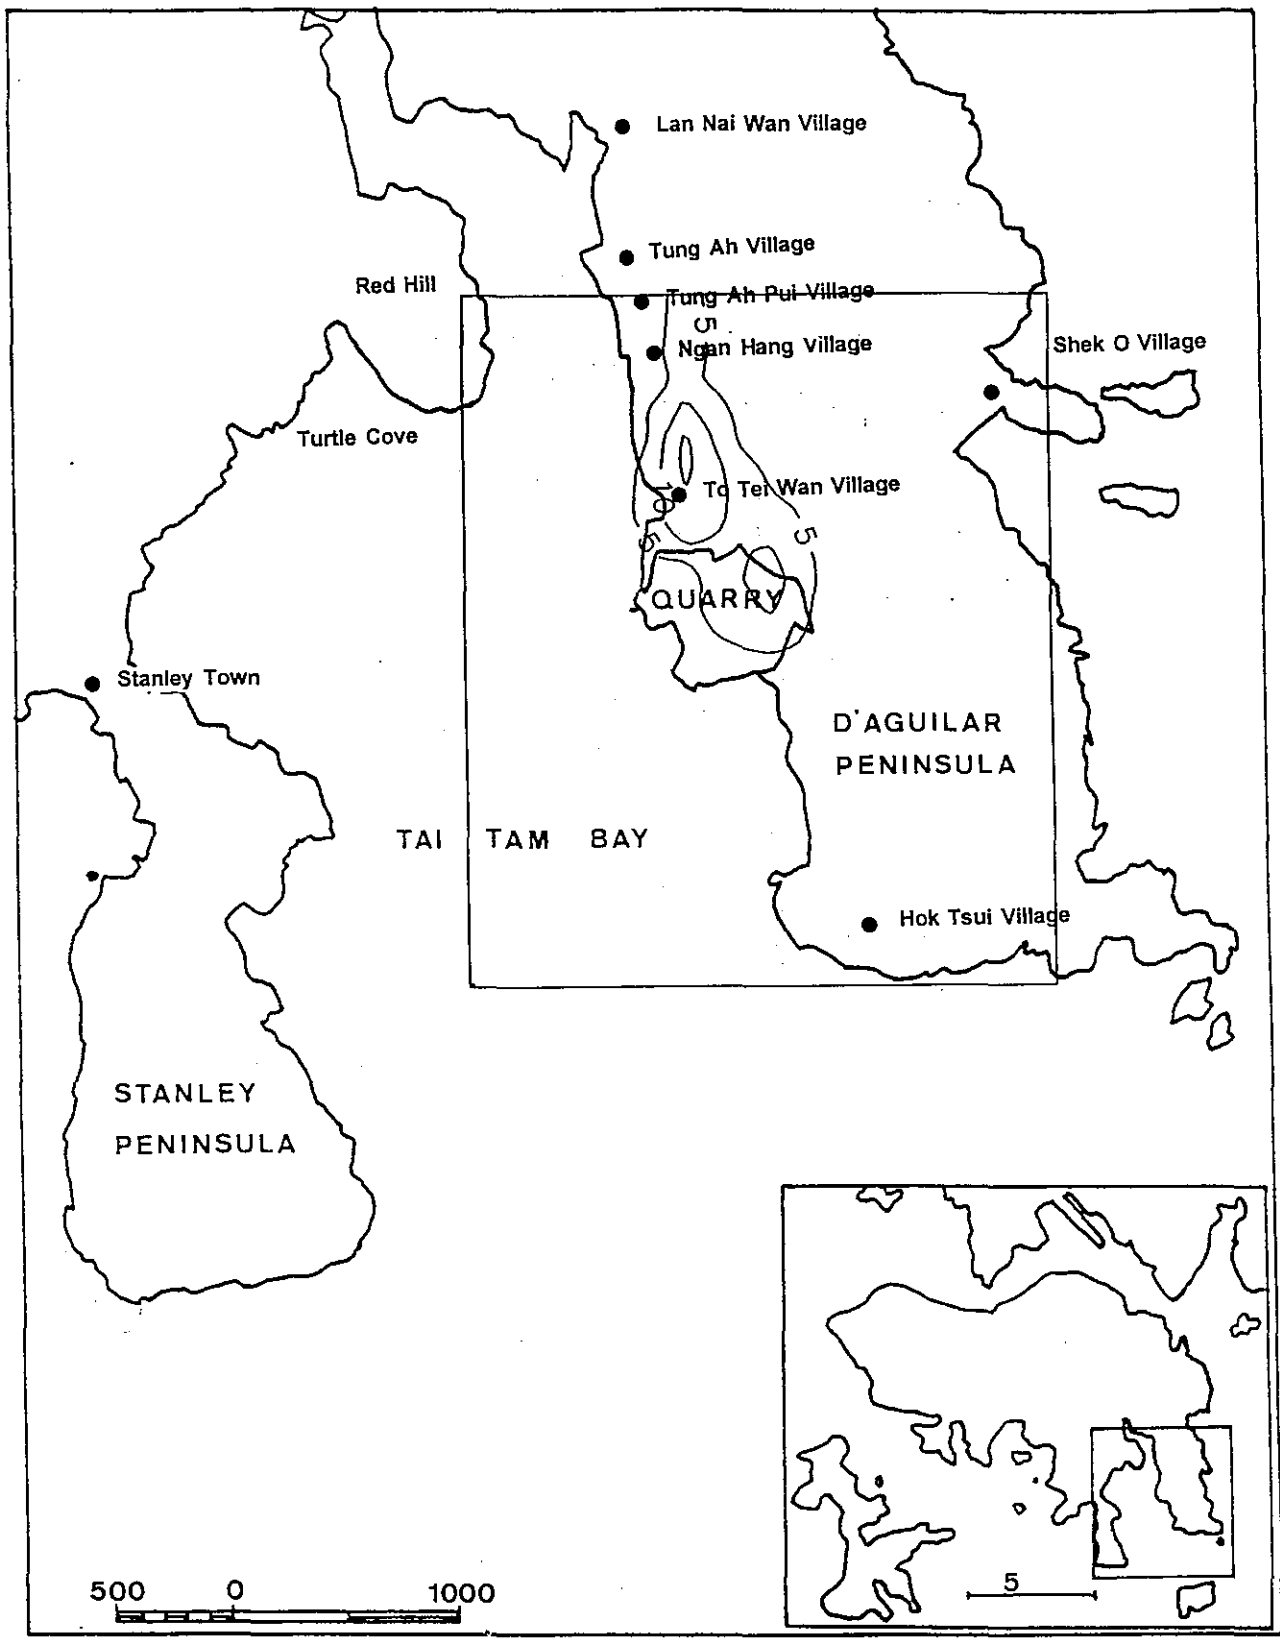 Lan Nai Wan Village
Tung Ah Village
Red Hill
Tung Ah Pui Village
5
Ngan Hang Village
Shek O Village
Turtle Cove
To Tei Wan Village
10
5
5
QUARRY
Stanley Town
D'AGUILAR
PENINSULA
TAI TAM BAY
Hok Tsui Village
STANLEY
PENINSULA
500 0 1000
5